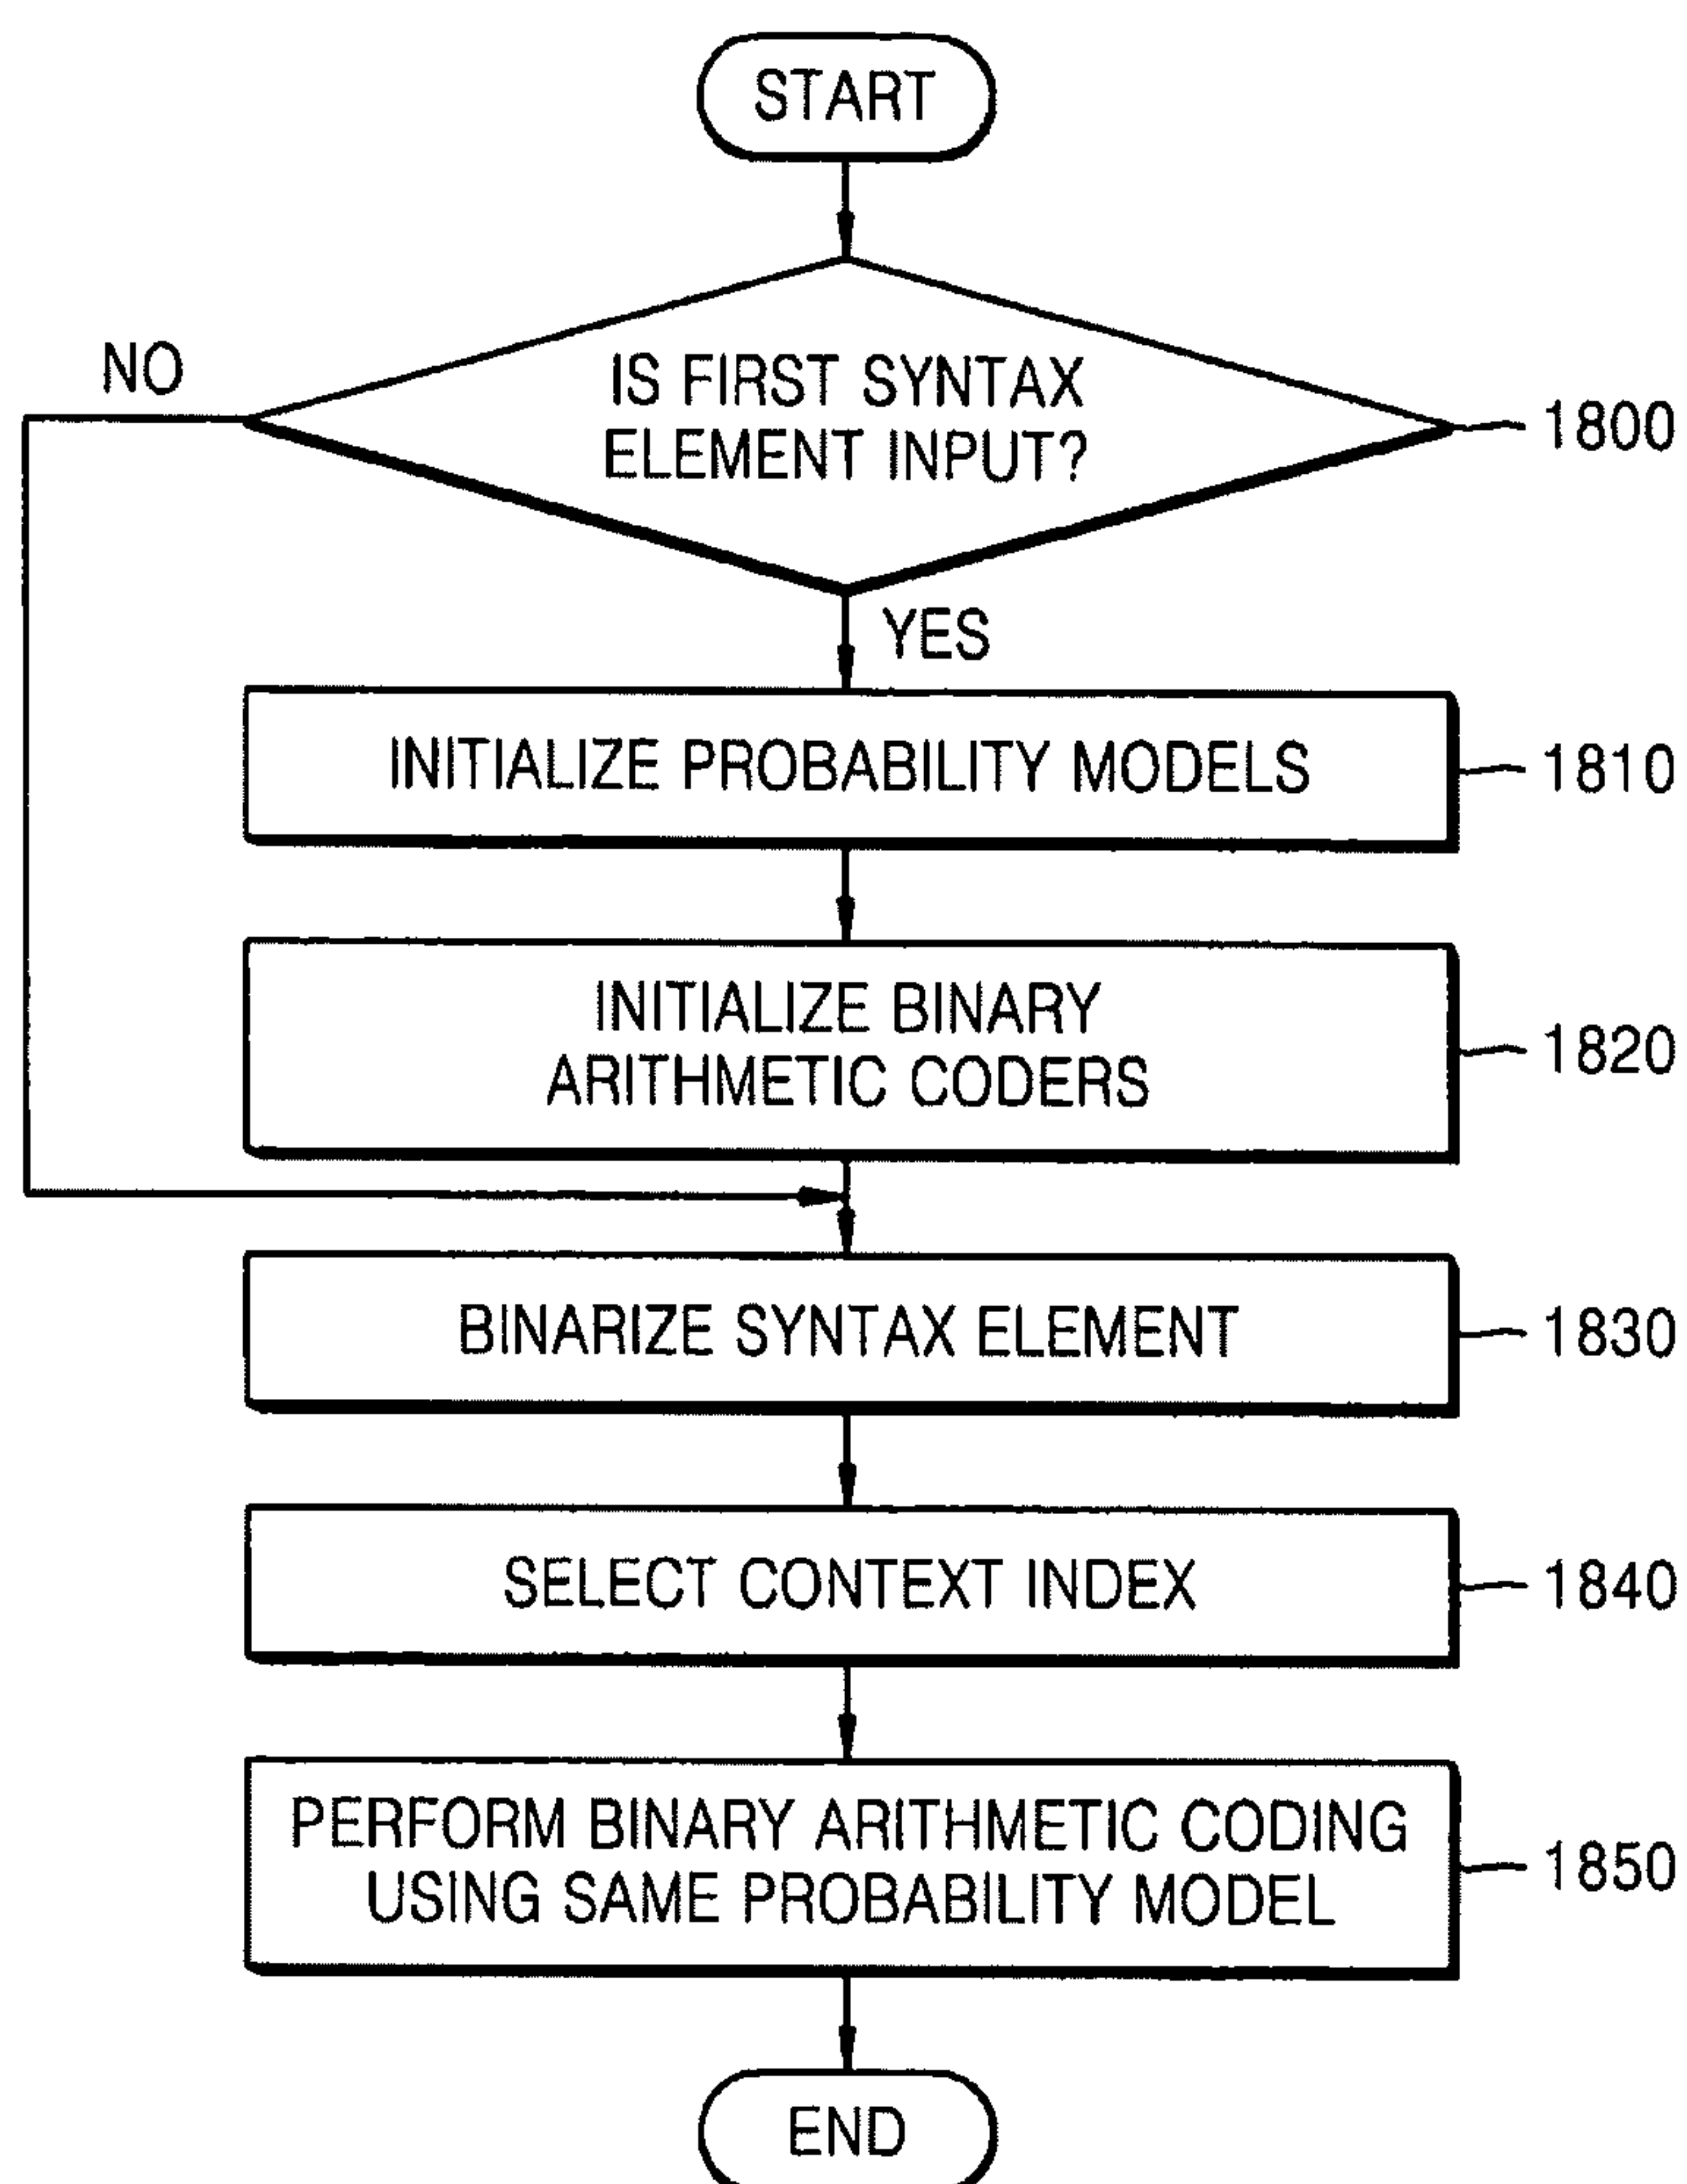 START
NO
IS FIRST SYNTAX
ELEMENT INPUT?
1800
YES
INITIALIZE PROBABILITY MODELS
1810
INITIALIZE BINARY
ARITHMETIC CODERS
1820
BINARIZE SYNTAX ELEMENT
1830
SELECT CONTEXT INDEX
1840
PERFORM BINARY ARITHMETIC CODING
USING SAME PROBABILITY MODEL
1850
END